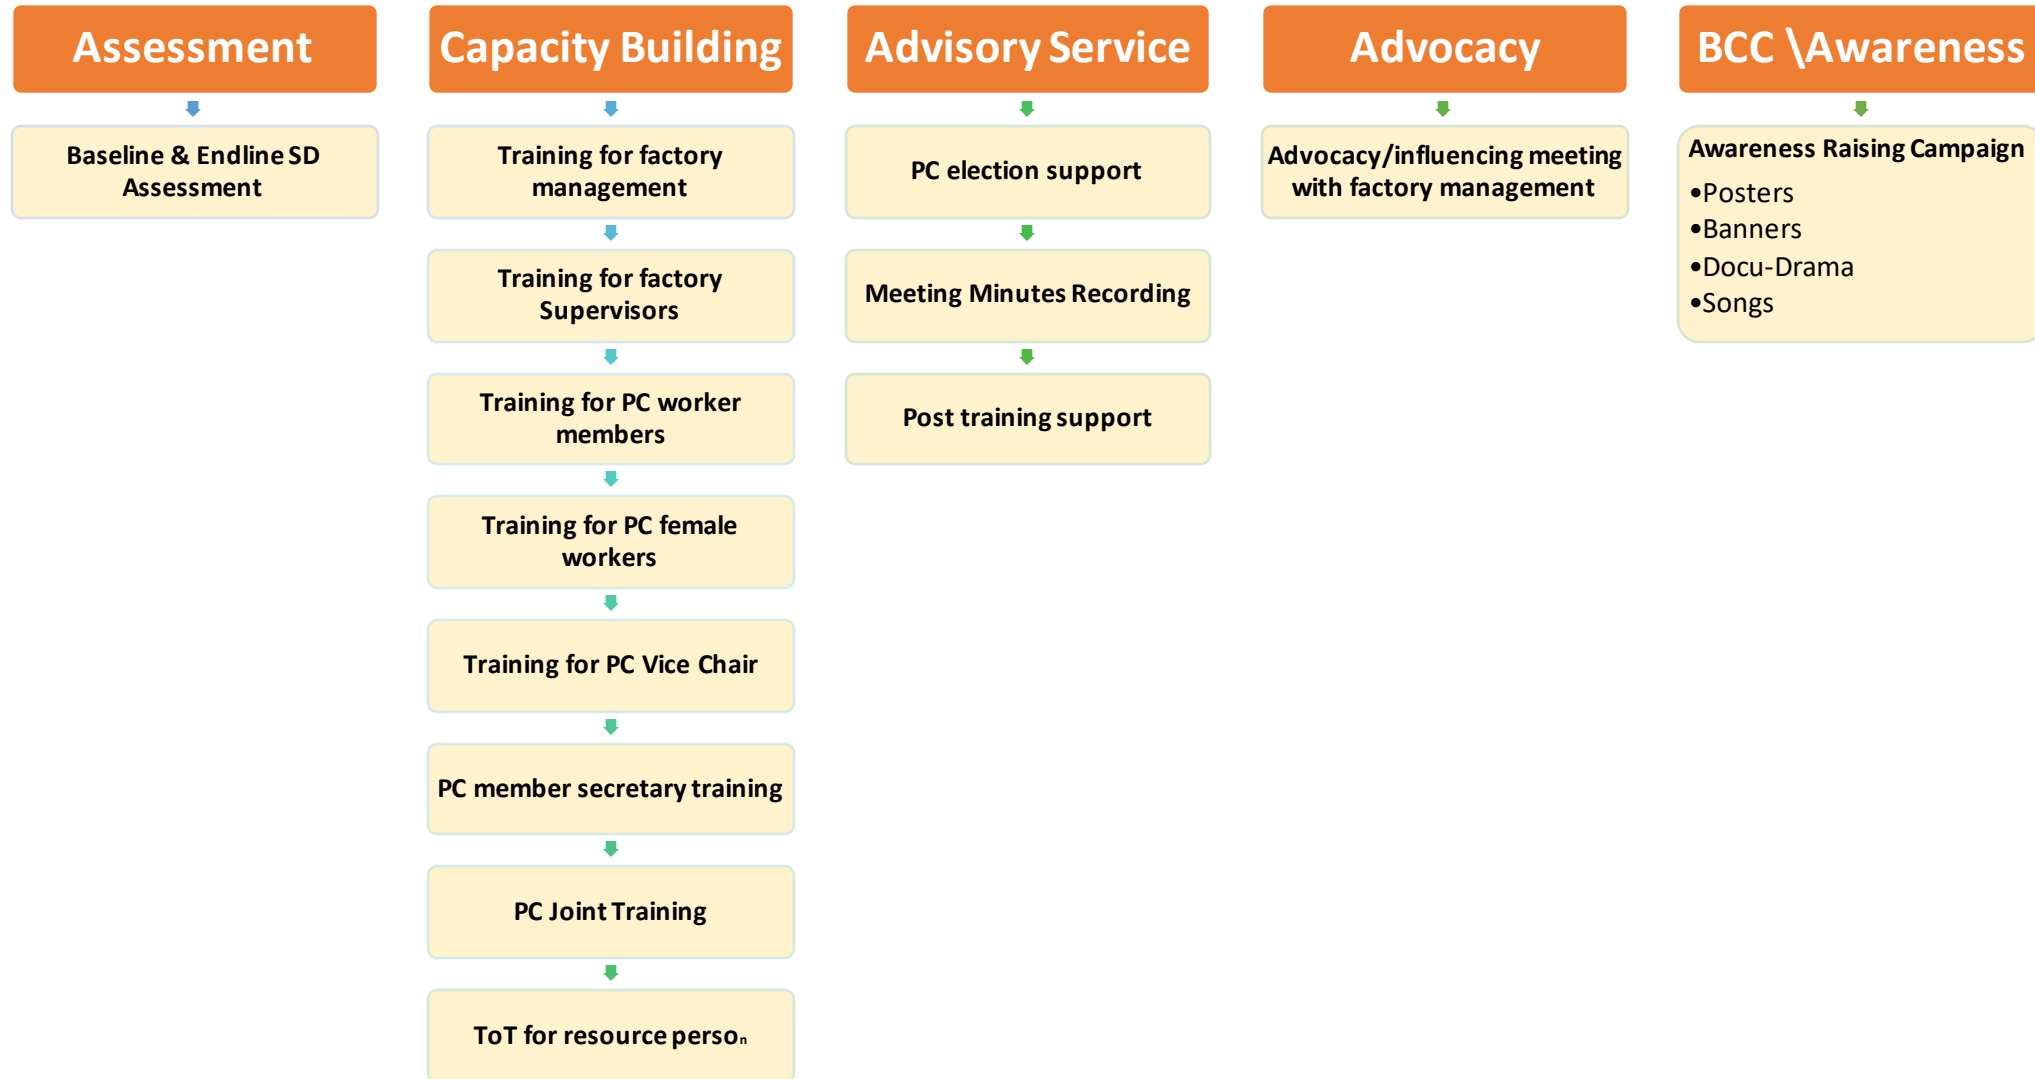 Assessment
Baseline & Endline SD
Assessment
Capacity Building
Training for factory
management
Training for factory
Supervisors
Training for PC worker
members
Training for PC female
workers
Training for PC Vice Chair
PC member secretary training
PC Joint Training
ToT for resource person
Advisory Service
PC election support
Meeting Minutes Recording
Post training support
Advocacy
Advocacy/influencing meeting
with factory management
BCC \Awareness
Awareness Raising Campaign
•Posters
•Banners
•Docu-Drama
•Songs